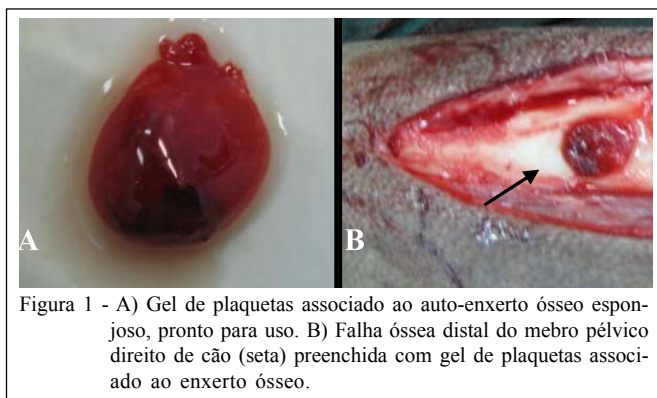 A
B
Figura 1 - A) Gel de plaquetas associado ao auto-enxerto ósseo espon-
joso, pronto para uso. B) Falha óssea distal do mebro pélvico
direito de cão (seta) preenchida com gel de plaquetas associ-
ado ao enxerto ósseo.